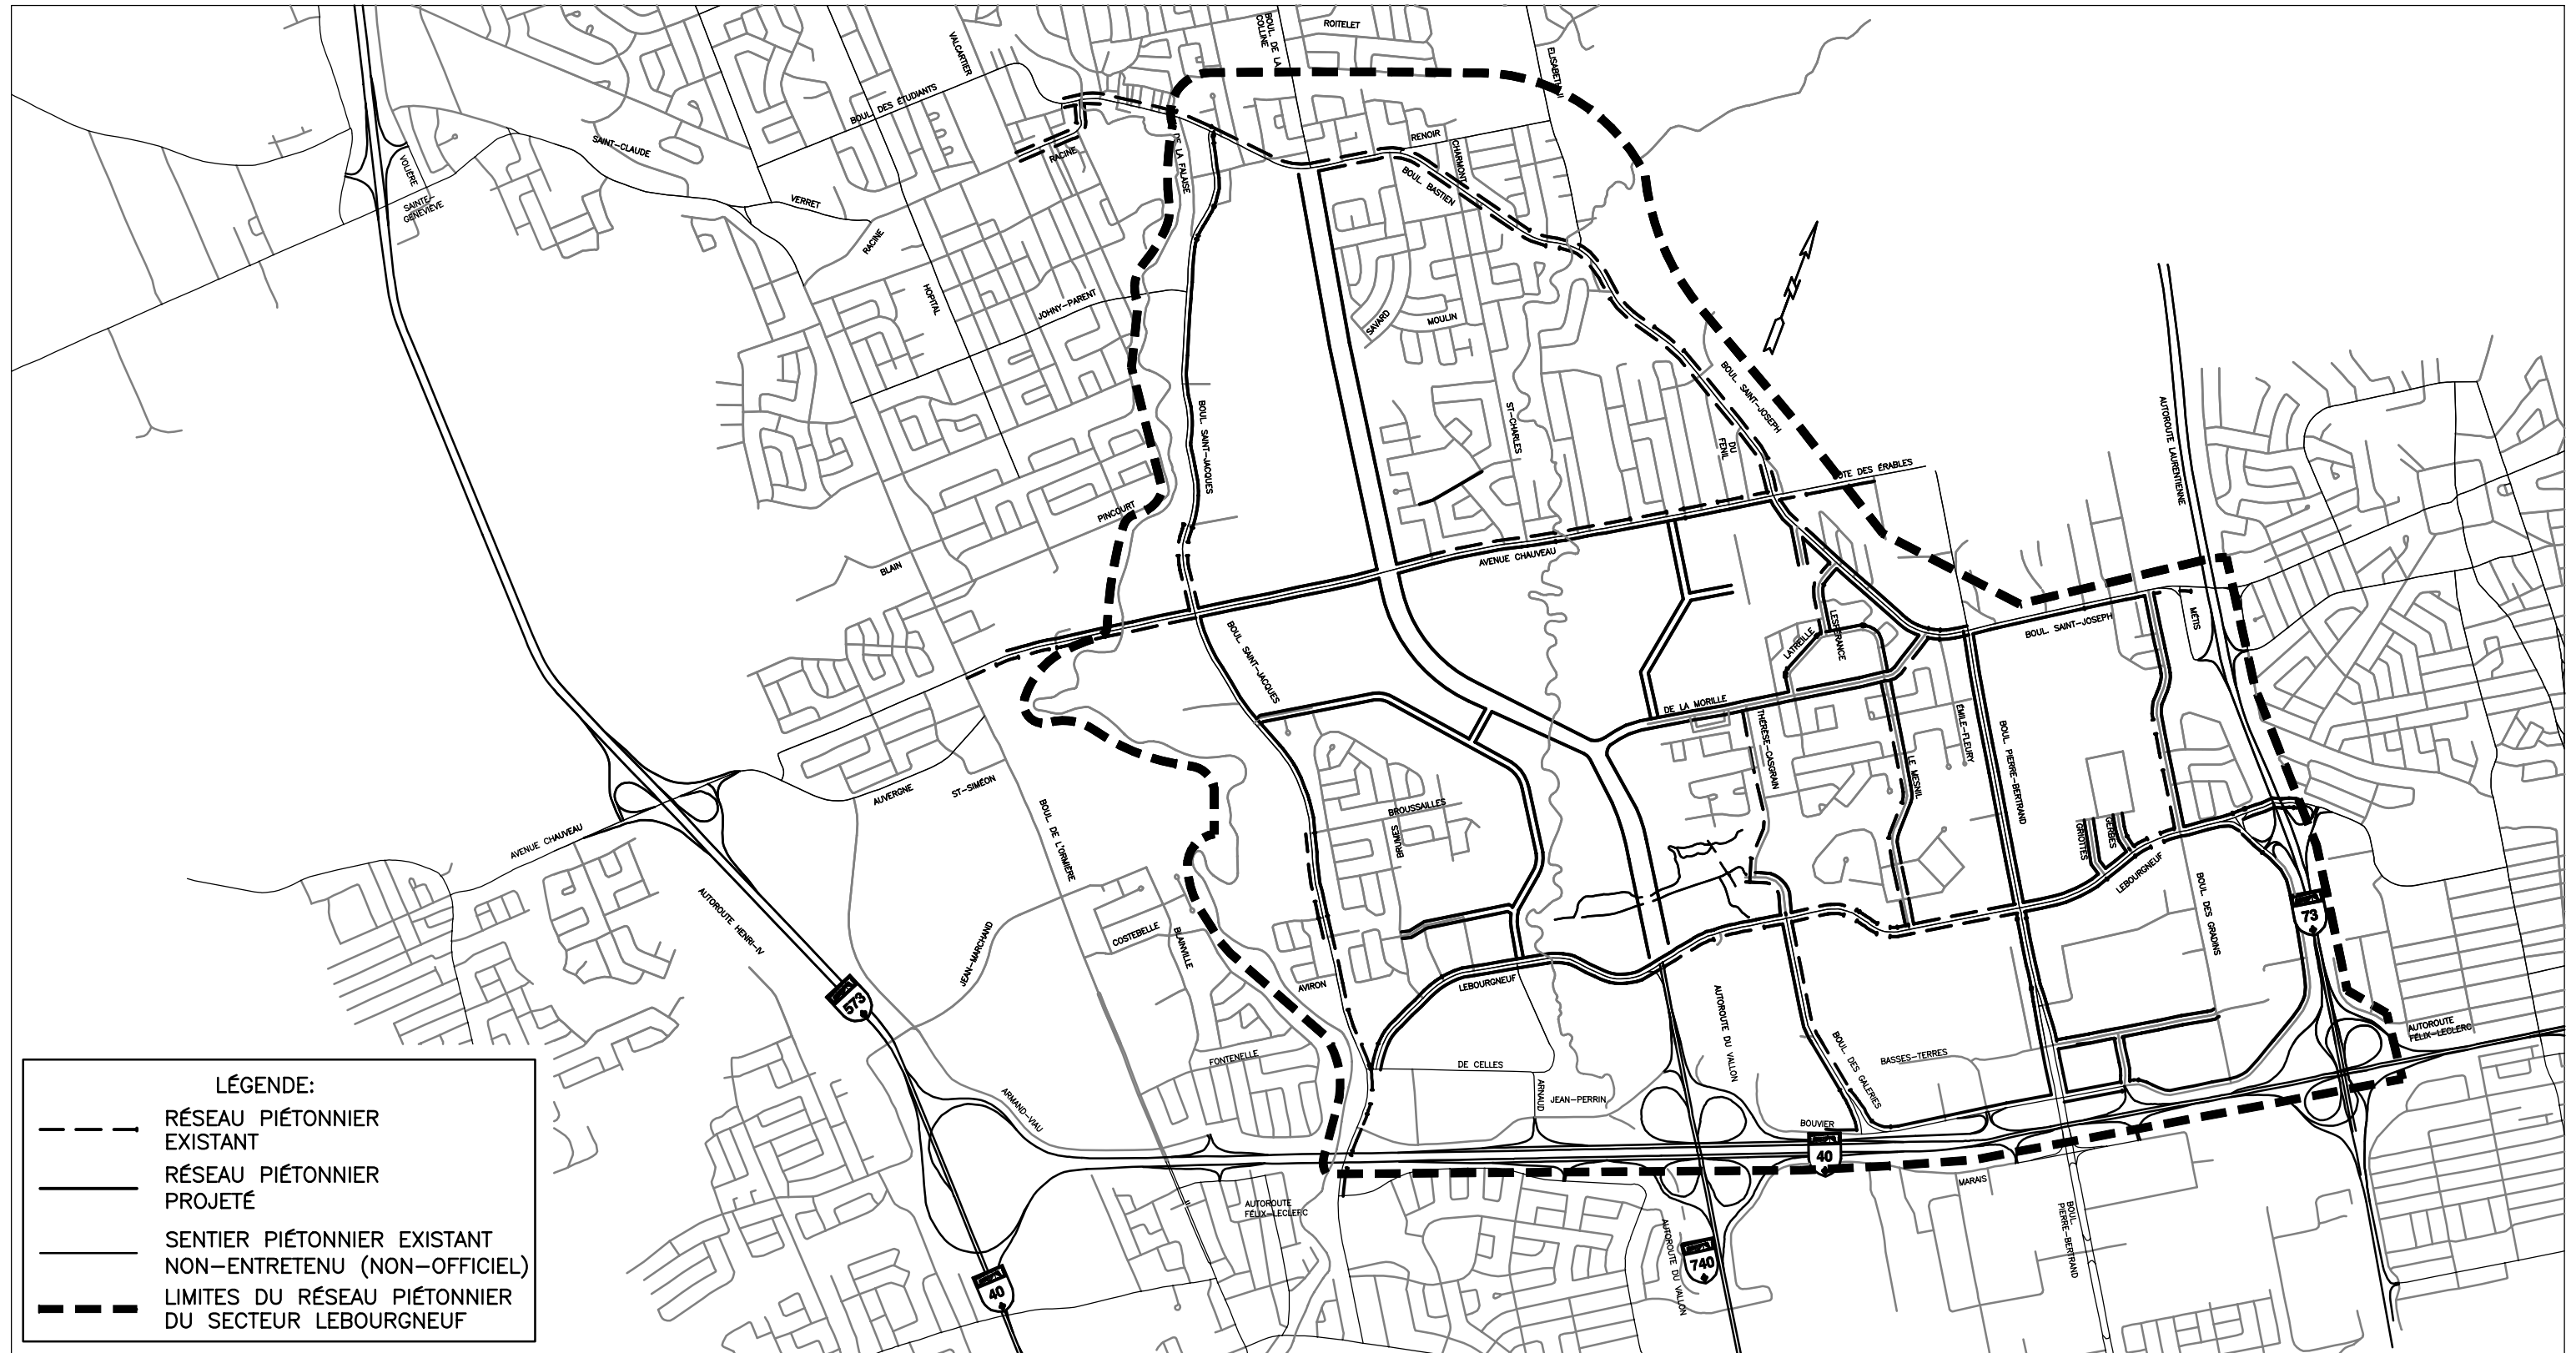 BOUL. DE LA
COLLINE
ROITELET
VALCARTIER
BOUL. DES ÉTUDIANTS
SAINT-CLAUDE
VOLIÈRE
SAINTE-
GENEVIÈVE
VERRET
RACINE
RACINE
DE LA FALAISE
RENOIR
CHARMONT
BOUL. BASTIEN
HOPITAL
JOHNY-PARENT
SAVARD
MOULIN
BOUL. SAINT-JOSEPH
BOUL. SAINT-JACQUES
ST-CHARLES
DU
FENIL
AUTOROUTE LAURENTIENNE
PINCOURT
BLAIN
AVENUE CHAUVEAU
LESPÉRANCE
LATREILLE
BOUL. SAINT-JOSEPH
MÉTIS
BOUL. SAINT-JACQUES
DE LA MORILLE
THÉRÈSE-CASGRAIN
ÉMILE-FLEURY
BOUL. PIERRE-BERTRAND
LE MESNIL
AUVERGNE
ST-SIMÉON
BOUL. DE L'ORMIÈRE
AVENUE CHAUVEAU
BROUSSAILLES
BRUMES
GRIOTTES
GERBES
LEBOURGNEUF
BOUL. DES GRADINS
73
AUTOROUTE HENRI-IV
JEAN-MARCHAND
COSTEBELLE
BLAINVILLE
AVIRON
LEBOURGNEUF
573
AUTOROUTE DU VALLON
BOUL. DES GALERIES
BASSES-TERRES
AUTOROUTE
FÉLIX-LECLERC
FONTENELLE
DE CELLES
ARNAUD
JEAN-PERRIN
ARMAND-VIAU
BOUVIER
40
MARAIS
AUTOROUTE
FÉLIX-LECLERC
AUTOROUTE DU VALLON
740
BOUL.
PIERRE-BERTRAND
40
LÉGENDE:
RÉSEAU PIÉTONNIER
EXISTANT
RÉSEAU PIÉTONNIER
PROJETÉ
SENTIER PIÉTONNIER EXISTANT
NON-ENTRETENU (NON-OFFICIEL)
LIMITES DU RÉSEAU PIÉTONNIER
DU SECTEUR LEBOURGNEUF